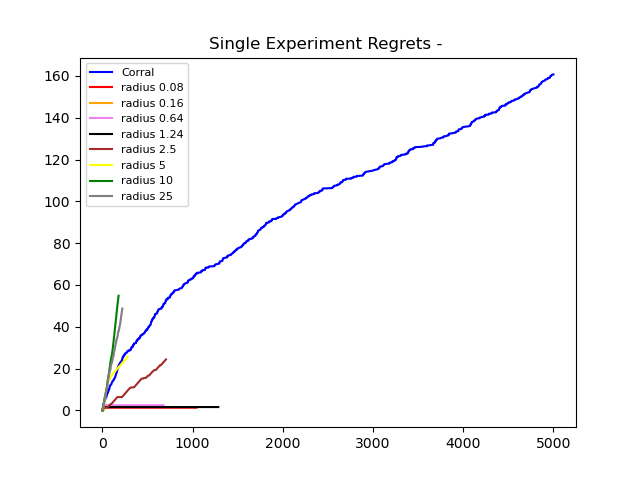 Single Experiment Regrets -
160
140
120
100
80
60
40
20
0
Corral
radius 0.08
radius 0.16
radius 0.64
radius 1.24
radius 2.5
radius 5
radius 10
radius 25
0 1000 2000 3000 4000 5000